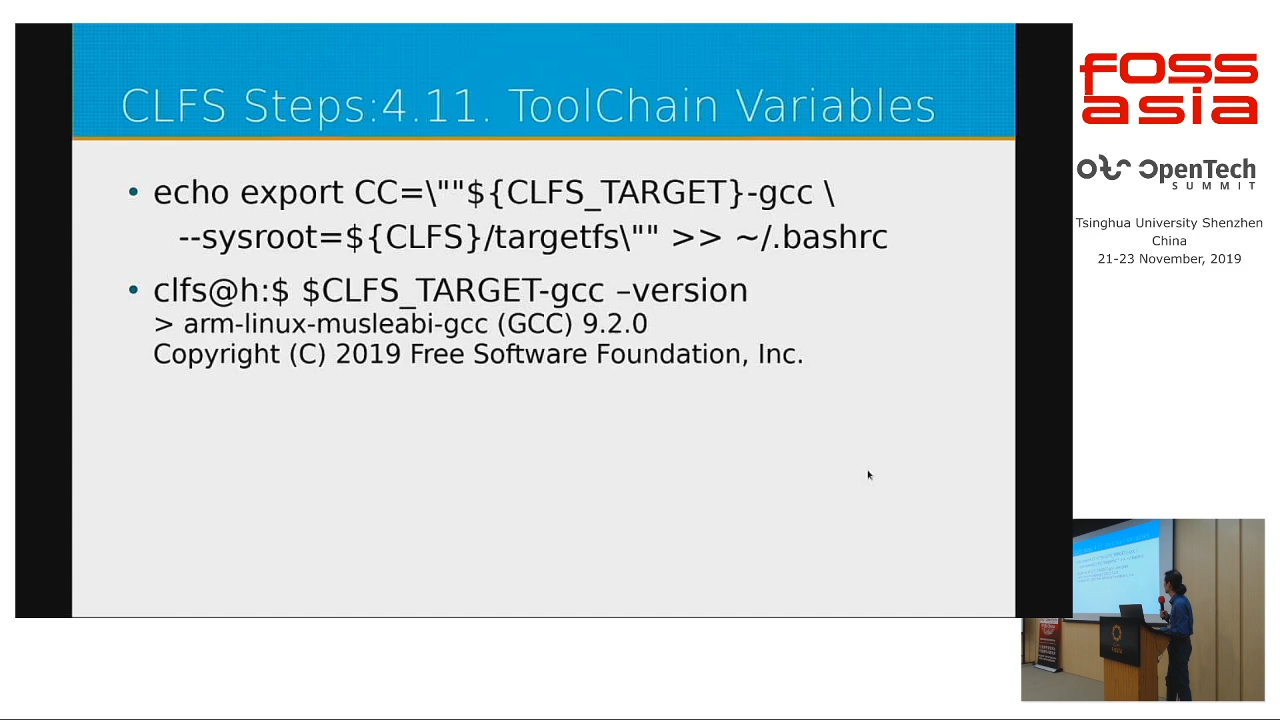 CLFS Steps:4.11. ToolChain Variables
• echo export CC=\""${CLFS_TARGET}-gcc \
--sysroot=${CLFS}/targetfs\"" >> ~/.bashrc
• clfs@h:$ $CLFS_TARGET-gcc –version
> arm-linux-musleabi-gcc (GCC) 9.2.0
Copyright (C) 2019 Free Software Foundation, Inc.
FOSS
asia
OTS OpenTech
SUMMIT
Tsinghua University Shenzhen
China
21-23 November, 2019